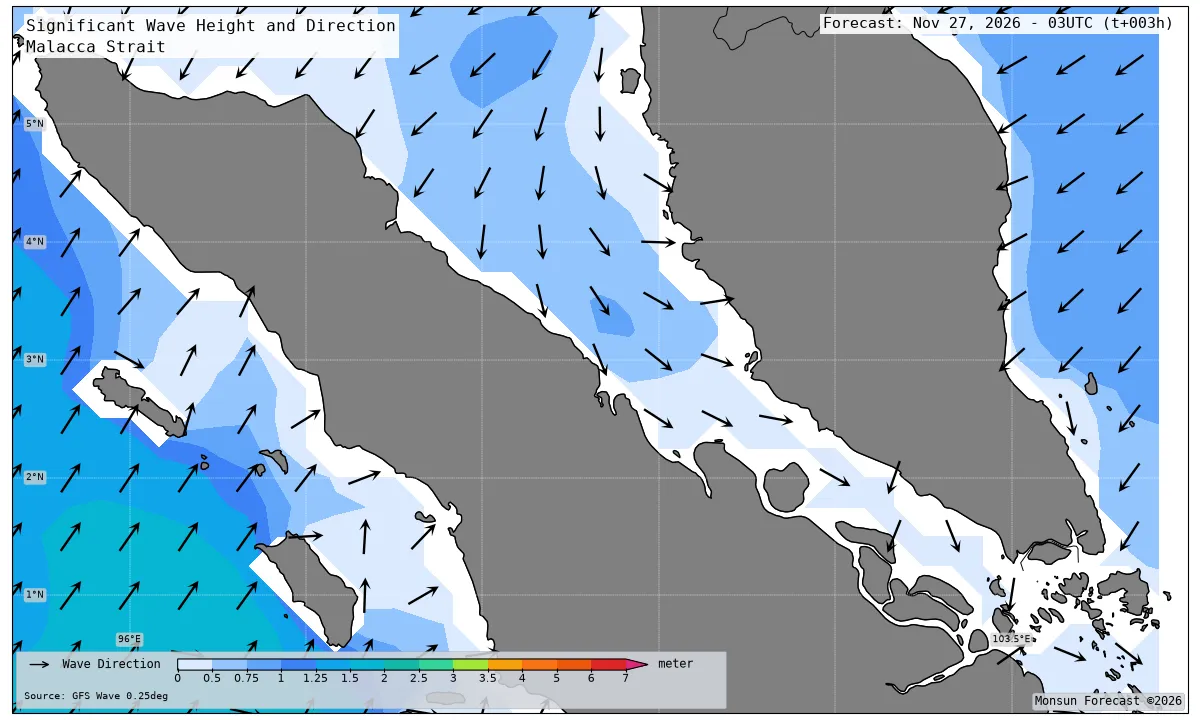 Significant Wave Height and Direction
Malacca Strait
Forecast: Nov 27, 2026 - 03UTC (t+003h)
5°N
4°N
3°N
2°N
1°N
96°E
103.5°E
Wave Direction
meter
0 0.5 0.75 1 1.25 1.5 2 2.5 3 3.5 4 5 6 7
Source: GFS Wave 0.25deg
Monsun Forecast ©2026